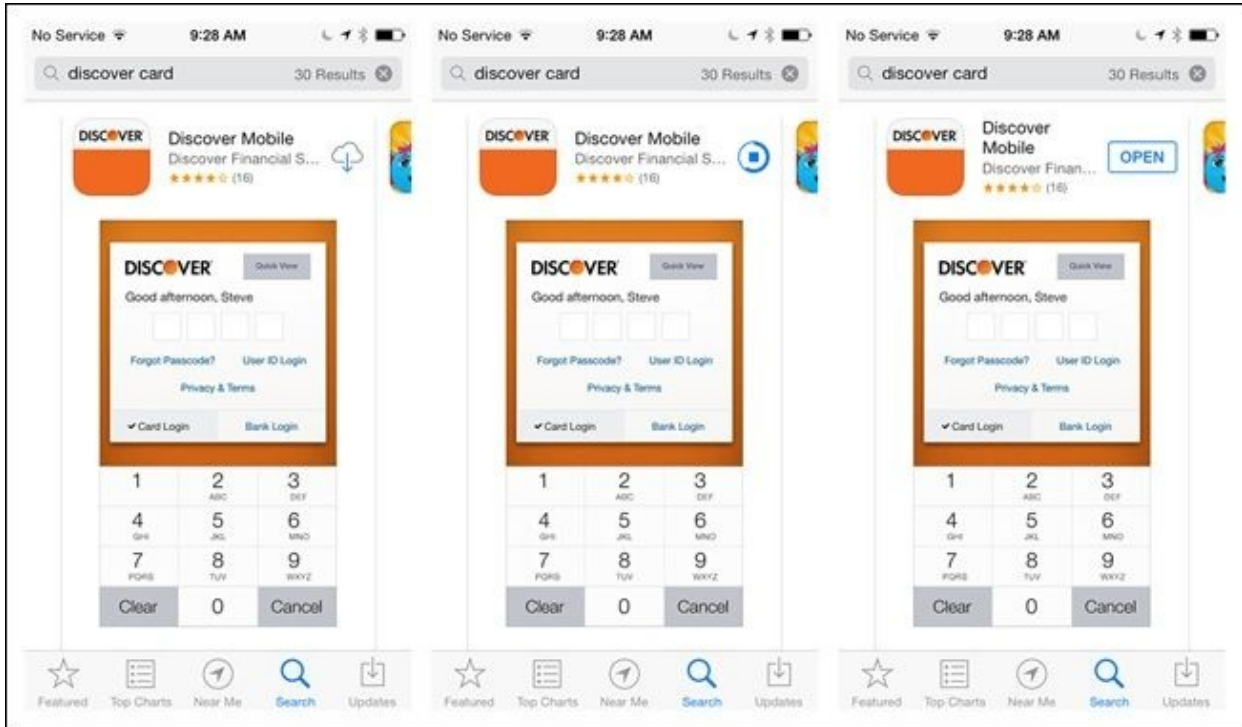 No Service 9:28 AM
discover card 30 Results
DISCOVER
Discover Mobile
Discover Financial S...
(16)
DISCOVER Quick View
Good afternoon, Steve
Forgot Passcode? User ID Login
Privacy & Terms
Card Login Bank Login
1 2 3
ABC DEF
4 5 6
GHI JKL MNO
7 8 9
PQRS TUV WXYZ
Clear 0 Cancel
Featured Top Charts Near Me Search Updates
No Service 9:28 AM
discover card 30 Results
DISCOVER
Discover Mobile
Discover Financial S...
(16)
DISCOVER Quick View
Good afternoon, Steve
Forgot Passcode? User ID Login
Privacy & Terms
Card Login Bank Login
1 2 3
ABC DEF
4 5 6
GHI JKL MNO
7 8 9
PQRS TUV WXYZ
Clear 0 Cancel
Featured Top Charts Near Me Search Updates
No Service 9:28 AM
discover card 30 Results
DISCOVER
Discover
Mobile
Discover Finan...
(16)
OPEN
DISCOVER Quick View
Good afternoon, Steve
Forgot Passcode? User ID Login
Privacy & Terms
Card Login Bank Login
1 2 3
ABC DEF
4 5 6
GHI JKL MNO
7 8 9
PQRS TUV WXYZ
Clear 0 Cancel
Featured Top Charts Near Me Search Updates